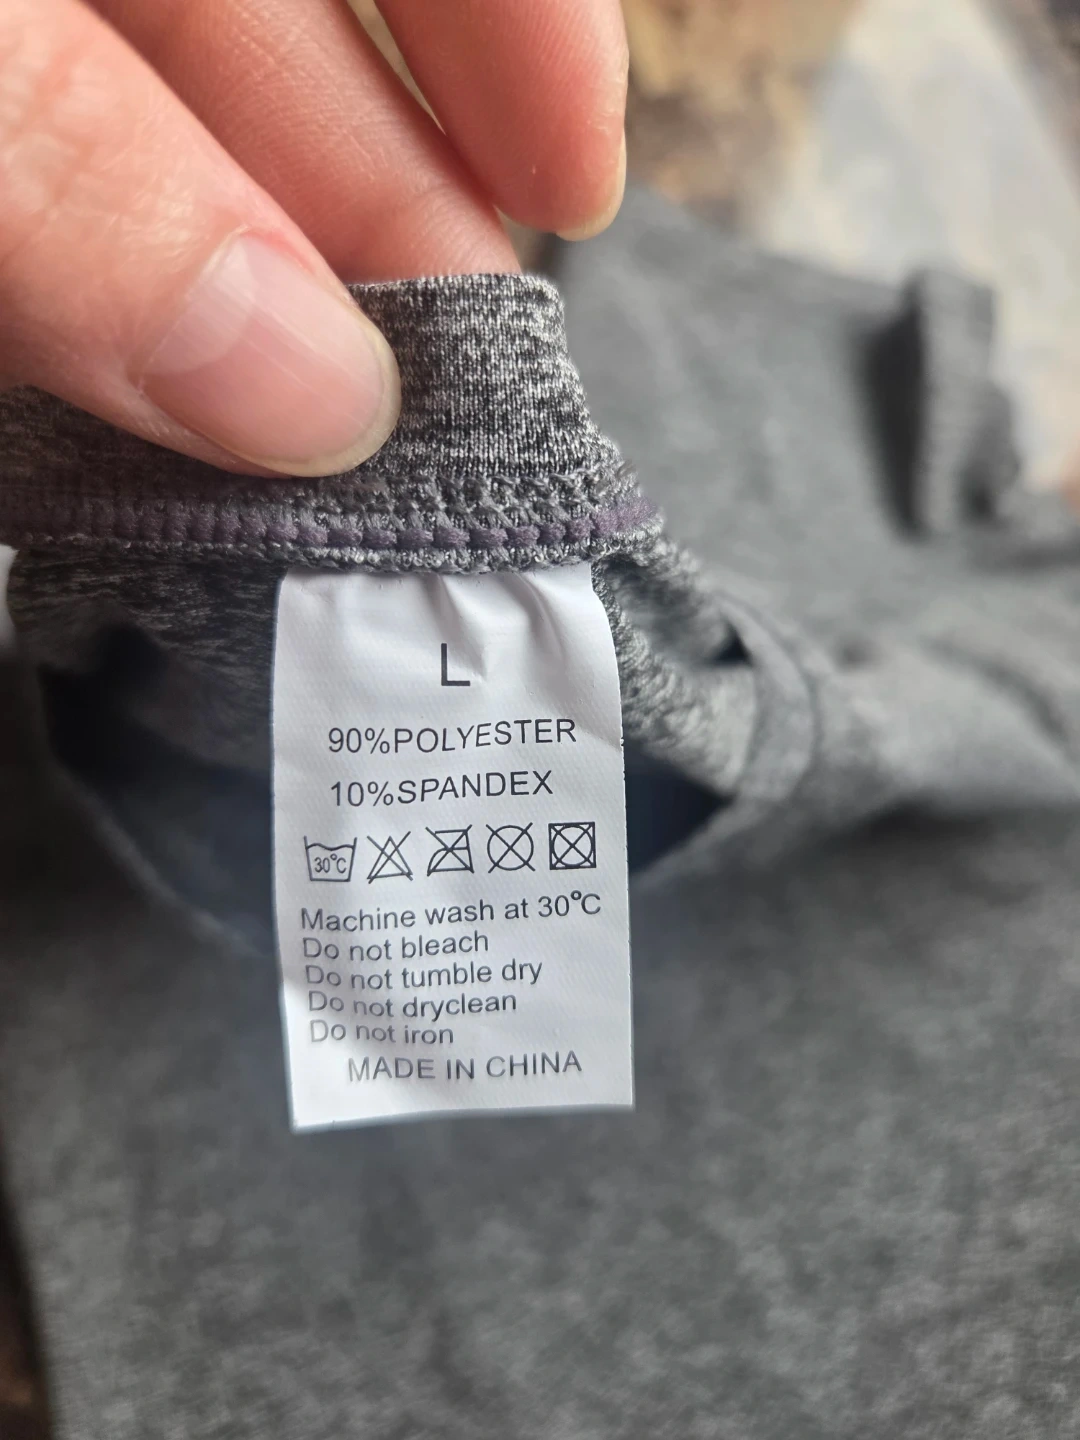 L
90%POLYESTER
10%SPANDEX
30°C
Machine wash at 30°C
Do not bleach
Do not tumble dry
Do not dryclean
Do not iron
MADE IN CHINA